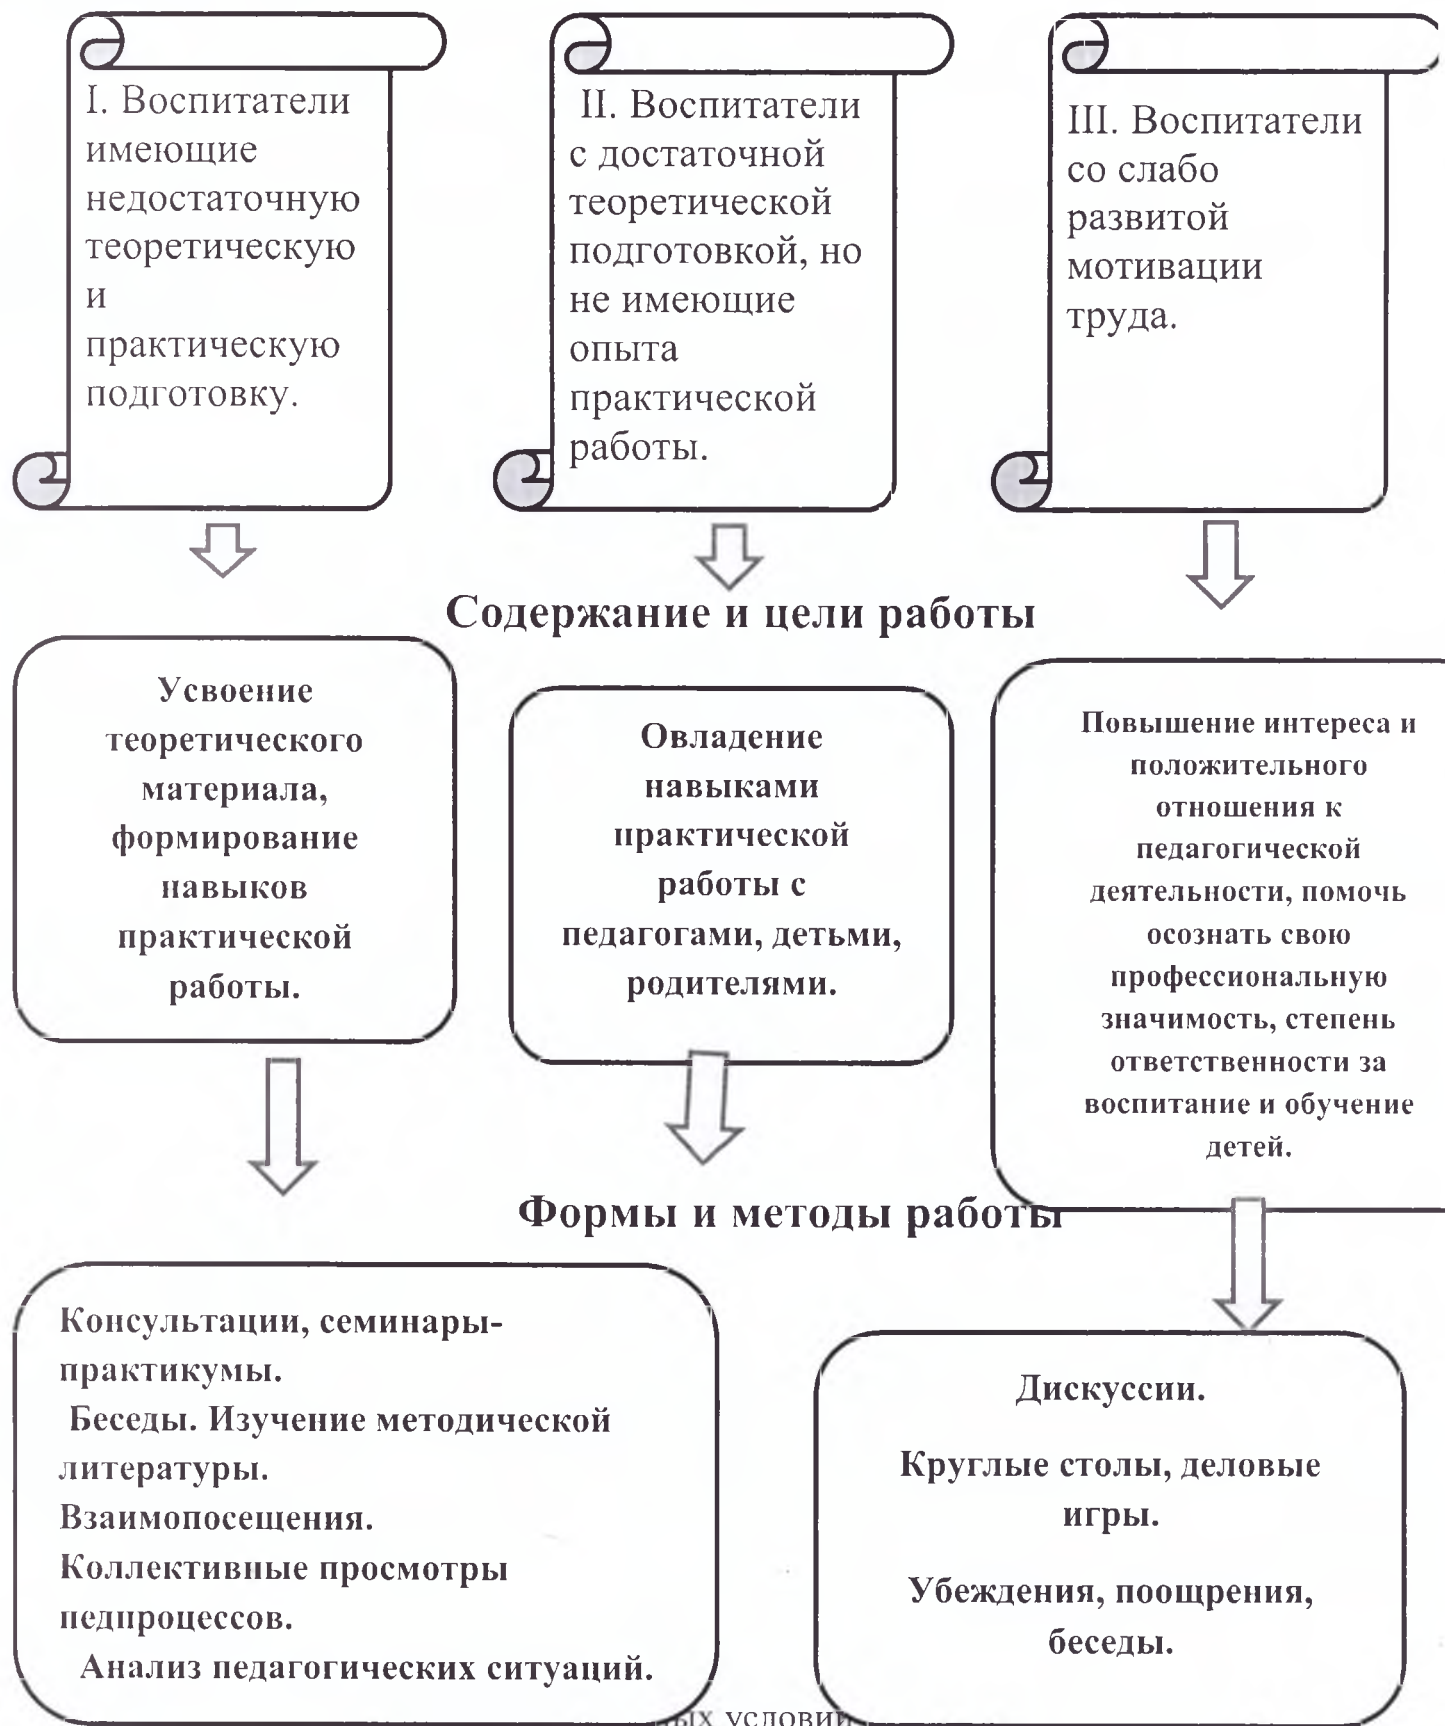 I. Воспитатели
имеющие
недостаточную
теоретическую
и
практическую
подготовку.
II. Воспитатели
с достаточной
теоретической
подготовкой, но
не имеющие
опыта
практической
работы.
III. Воспитатели
со слабо
развитой
мотивации
труда.
Содержание и цели работы
Усвоение
теоретического
материала,
формирование
навыков
практической
работы.
Овладение
навыками
практической
работы с
педагогами, детьми,
родителями.
Повышение интереса и
положительного
отношения к
педагогической
деятельности, помочь
осознать свою
профессиональную
значимость, степень
ответственности за
воспитание и обучение
детей.
Формы и методы работы
Консультации, семинары-
практикумы.
Беседы. Изучение методической
литературы.
Взаимопосещения.
Коллективные просмотры
педпроцессов.
Анализ педагогических ситуаций.
Дискуссии.
Круглые столы, деловые
игры.
Убеждения, поощрения,
беседы.
условий